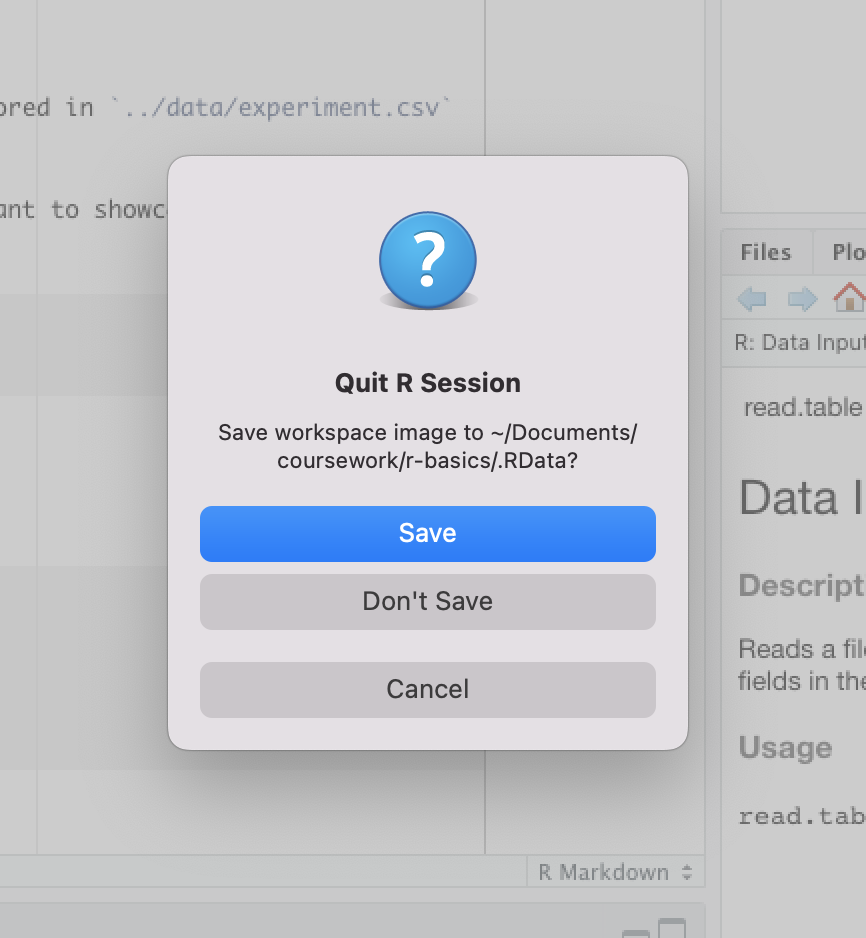 ored in `../data/experiment.csv`
ant to showc
?
Quit R Session
Save workspace image to ~/Documents/
coursework/r-basics/.RData?
Save
Don't Save
Cancel
R Markdown
Files Plo
R: Data Input
read.table
Data I
Descript
Reads a file
fields in the
Usage
read.tab